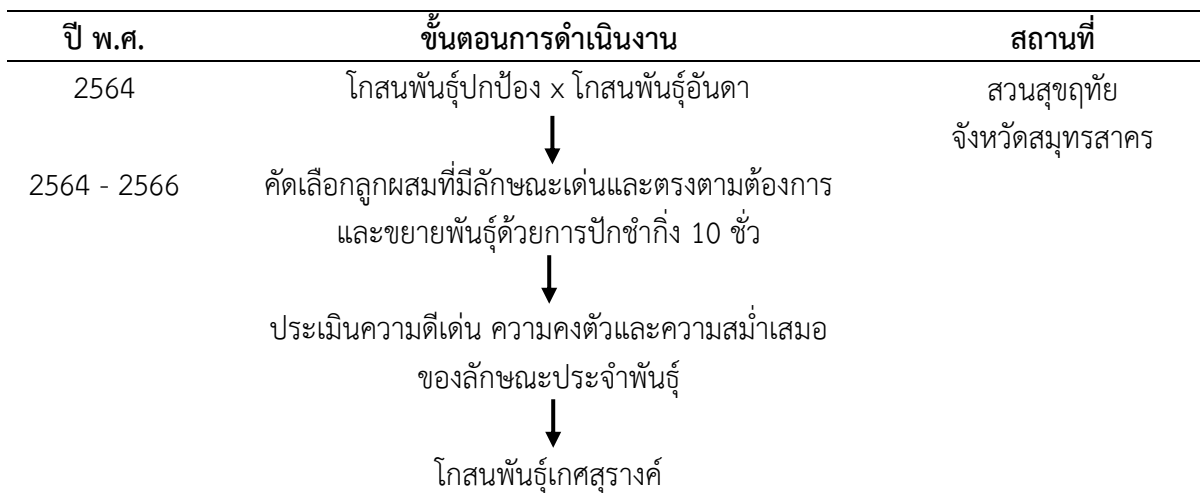 ปี พ.ศ. ขั้นตอนการดำเนินงาน สถานที่
2564 โกสนพันธุ์ปกป้อง x โกสนพันธุ์อันดา สวนสุขฤทัย
จังหวัดสมุทรสาคร
2564 - 2566 คัดเลือกลูกผสมที่มีลักษณะเด่นและตรงตามต้องการ
และขยายพันธุ์ด้วยการปักชำกิ่ง 10 ชั่ว
ประเมินความดีเด่น ความคงตัวและความสม่ำเสมอ
ของลักษณะประจำพันธุ์
โกสนพันธุ์เกศสุรางค์